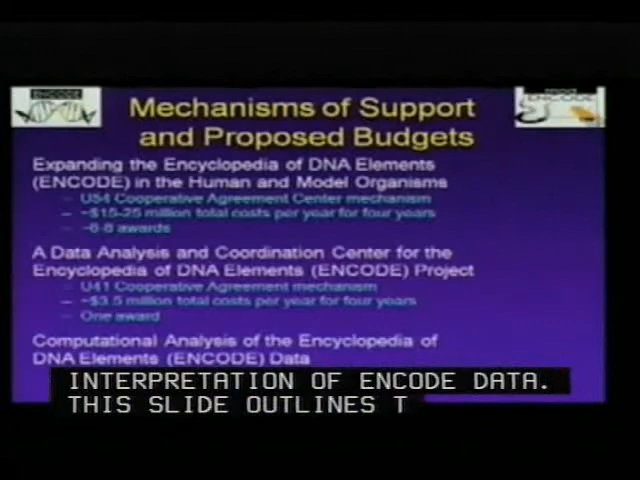 ENCODE
ENCODE
Mechanisms of Support
and Proposed Budgets
Expanding the Encyclopedia of DNA Elements
(ENCODE) in the Human and Model Organisms
– U54 Cooperative Agreement Center mechanism
– ~$15-25 million total costs per year for four years
– ~6-8 awards
A Data Analysis and Coordination Center for the
Encyclopedia of DNA Elements (ENCODE) Project
– U41 Cooperative Agreement mechanism
– ~$3.5 million total costs per year for four years
– One award
Computational Analysis of the Encyclopedia of
DNA Elements (ENCODE) Data
INTERPRETATION OF ENCODE DATA.
THIS SLIDE OUTLINES T